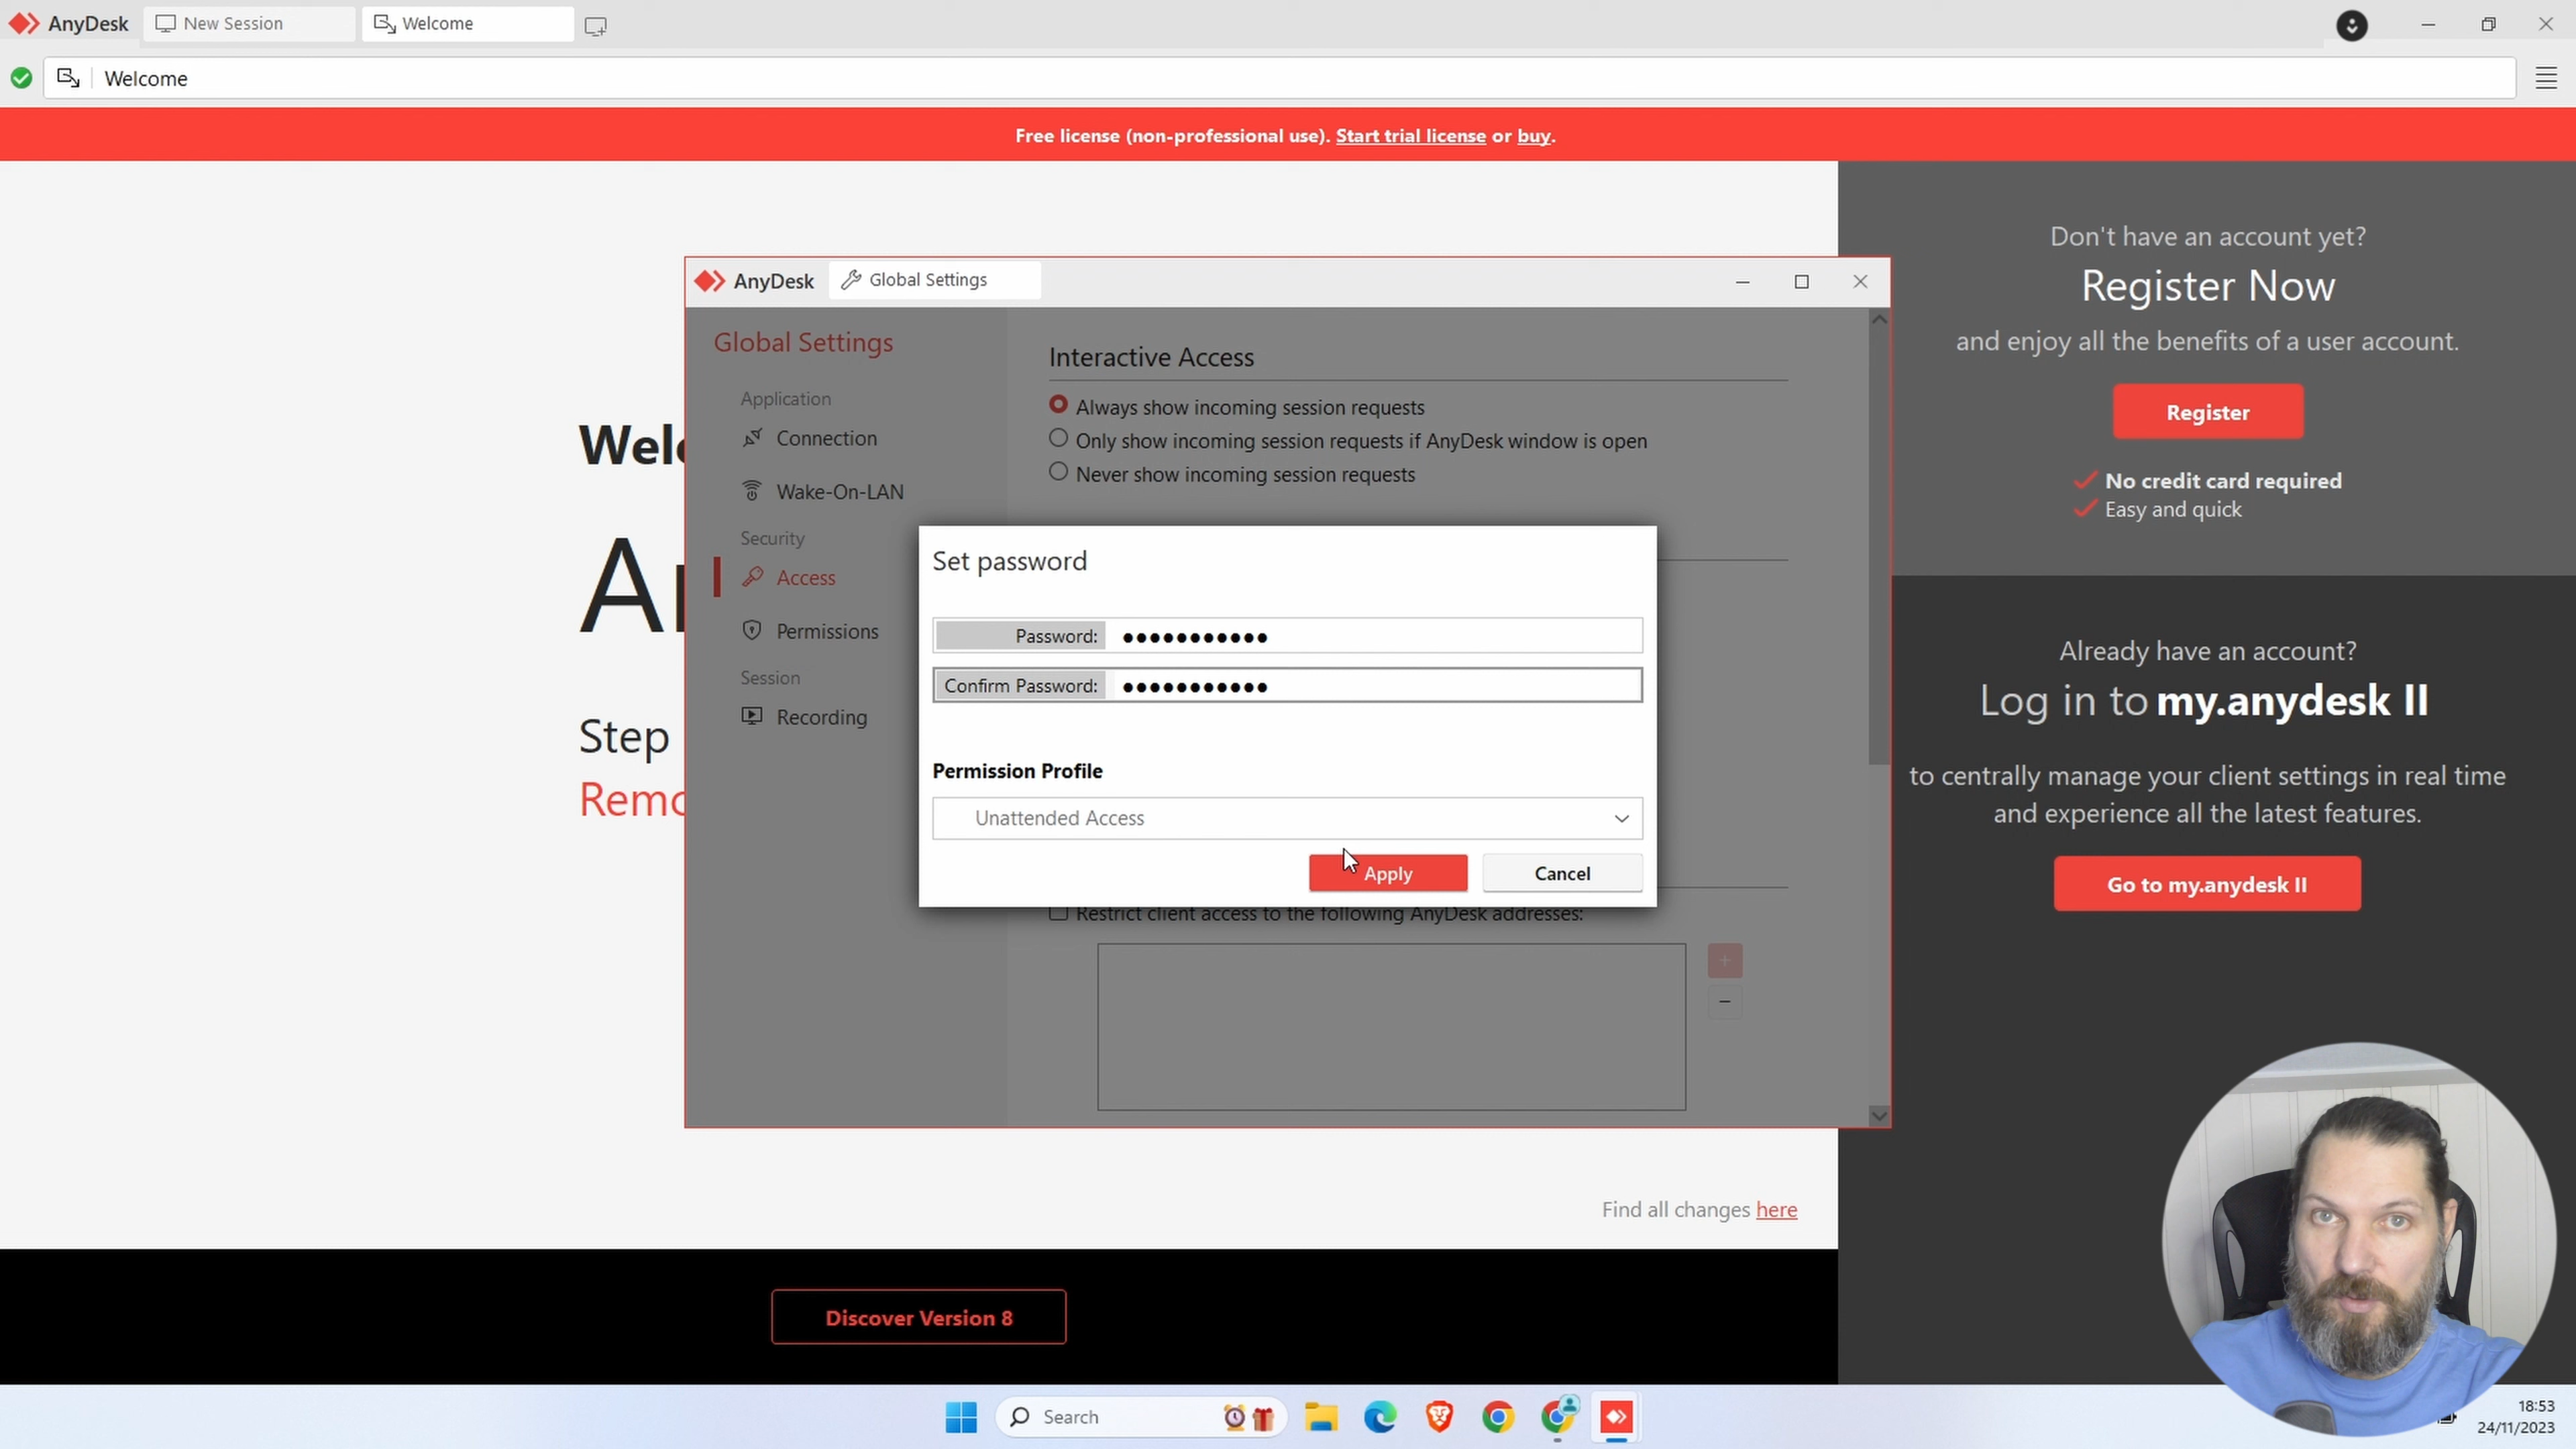 AnyDesk
New Session
Welcome
Welcome
Free license (non-professional use). Start trial license or buy.
Don't have an account yet?
Register Now
and enjoy all the benefits of a user account.
Register
No credit card required
Easy and quick
Already have an account?
Log in to my.anydesk II
to centrally manage your client settings in real time
and experience all the latest features.
Go to my.anydesk II
Step
AnyDesk
Global Settings
Global Settings
Application
Connection
Wake-On-LAN
Security
Access
Permissions
Session
Recording
Interactive Access
Always show incoming session requests
Only show incoming session requests if AnyDesk window is open
Never show incoming session requests
Set password
Password: ●●●●●●●●●●●
Confirm Password: ●●●●●●●●●●●
Permission Profile
Unattended Access
Apply
Cancel
Restrict client access to the following AnyDesk addresses:
Find all changes here
Discover Version 8
Search
18:53
24/11/2023